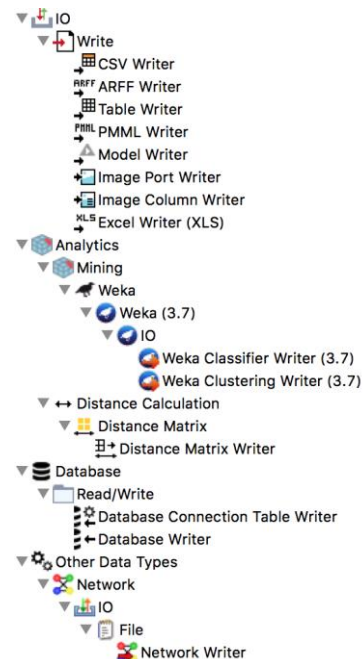 IO
Write
CSV Writer
ARFF ARFF Writer
Table Writer
PMML PMML Writer
Model Writer
Image Port Writer
Image Column Writer
XLS Excel Writer (XLS)
Analytics
Mining
Weka
Weka (3.7)
IO
Weka Classifier Writer (3.7)
Weka Clustering Writer (3.7)
Distance Calculation
Distance Matrix
Distance Matrix Writer
Database
Read/Write
Database Connection Table Writer
Database Writer
Other Data Types
Network
IO
File
Network Writer